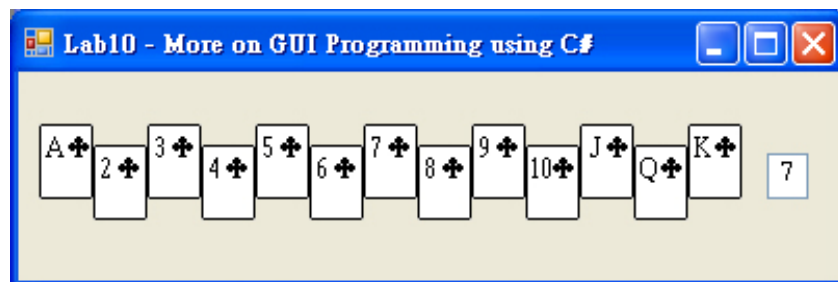 Lab10 - More on GUI Programming using C#
A♣ 2♣ 3♣ 4♣ 5♣ 6♣ 7♣ 8♣ 9♣ 10♣ J♣ Q♣ K♣ 7